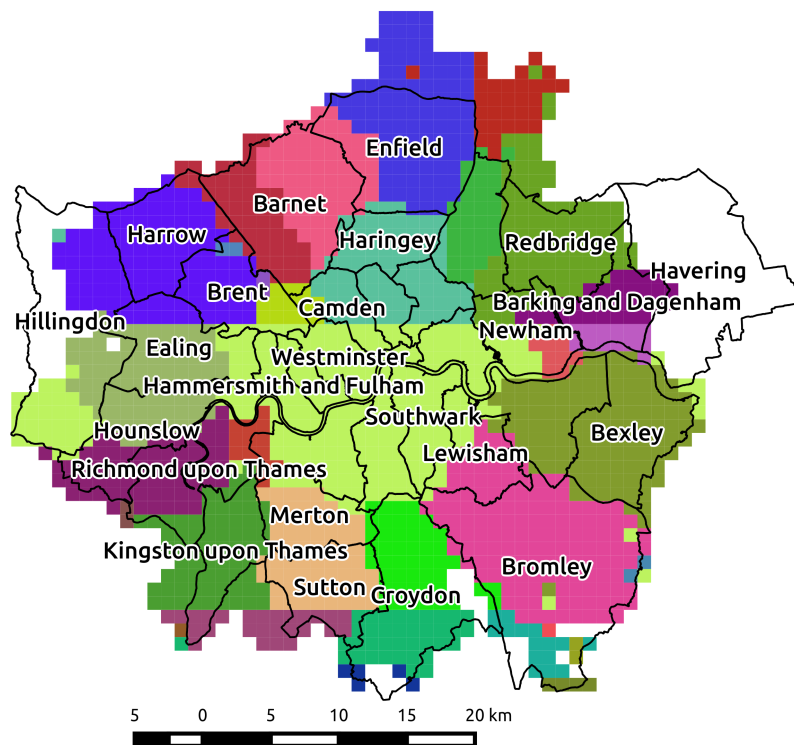 Enfield
Barnet
Harrow
Haringey
Redbridge
Havering
Brent
Camden
Barking and Dagenham
Hillingdon
Newham
Ealing
Westminster
Hammersmith and Fulham
Southwark
Hounslow
Bexley
Lewisham
Richmond upon Thames
Merton
Kingston upon Thames
Bromley
Sutton
Croydon
5 0 5 10 15 20 km